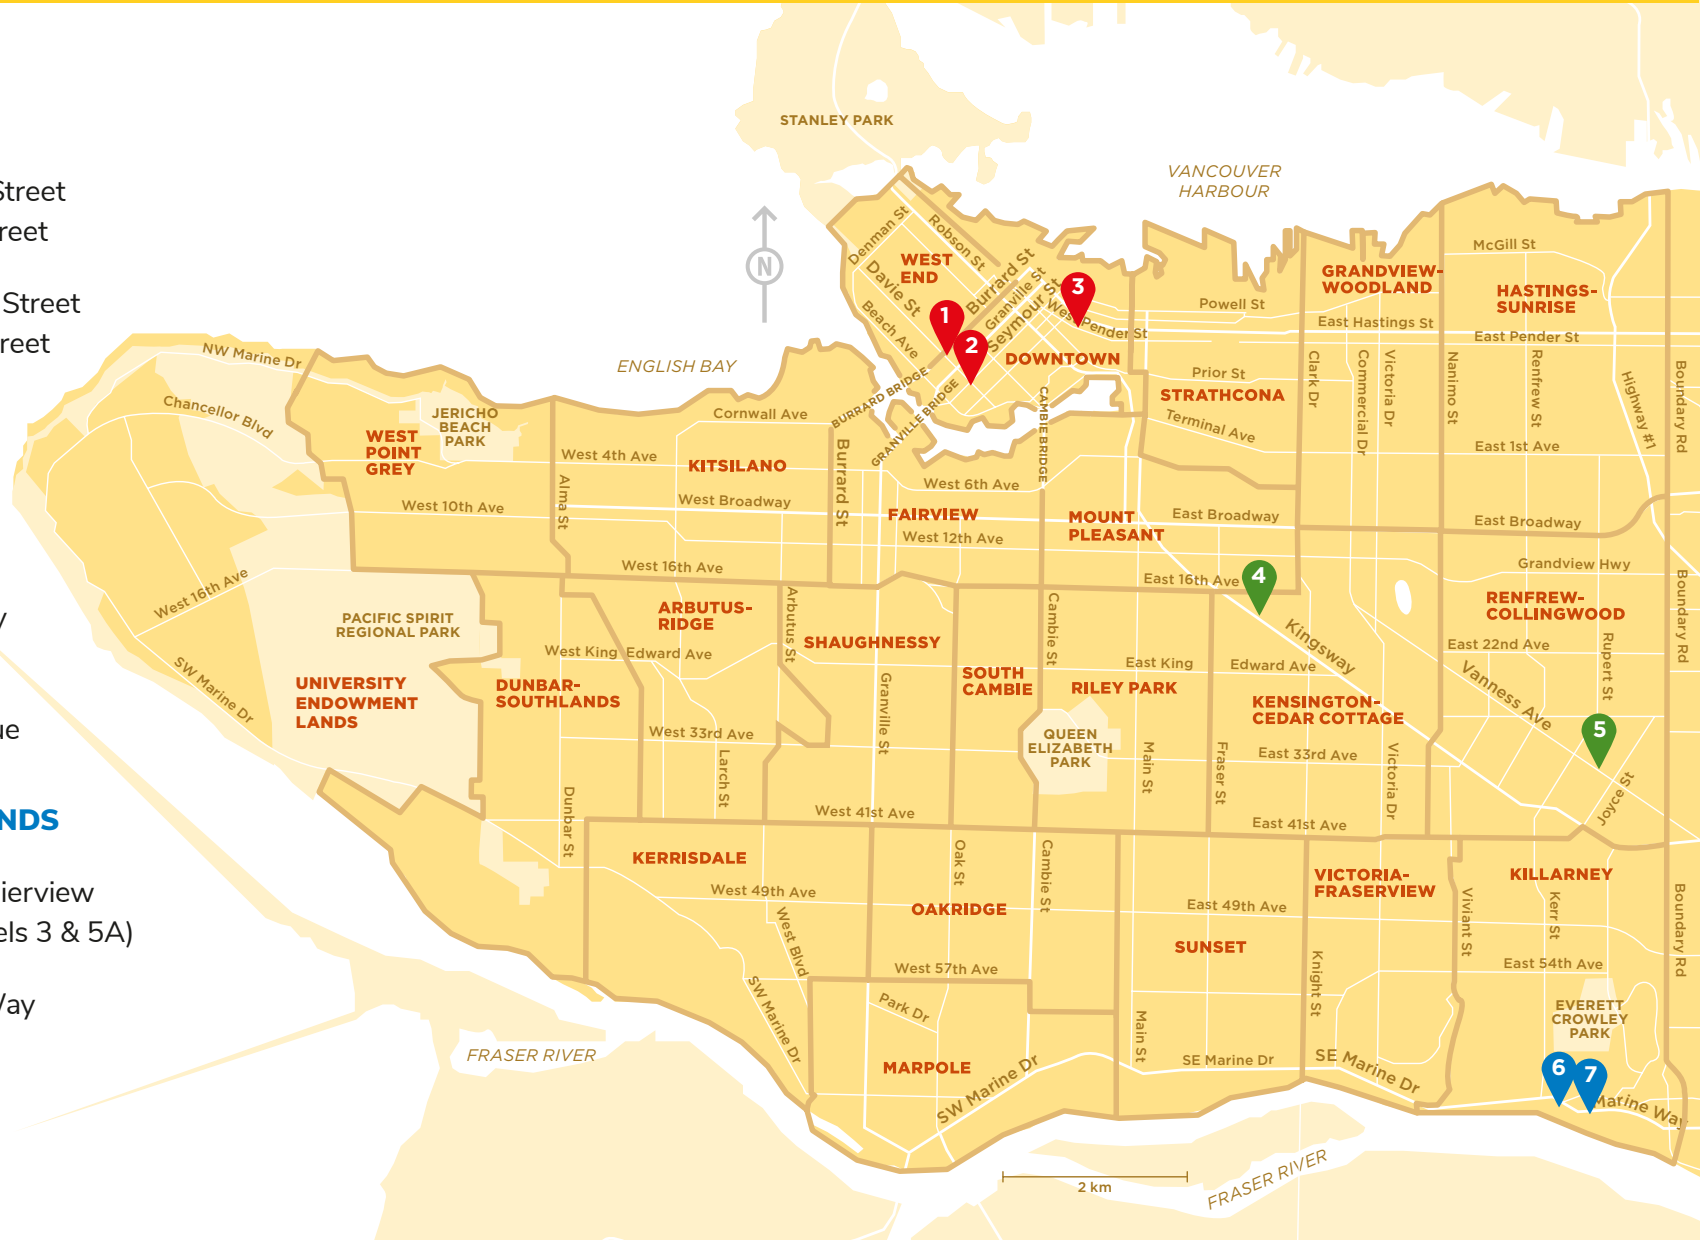 Street
reet
Street
reet
y
ue
NDS
ierview
els 3 & 5A)
Way
STANLEY PARK
VANCOUVER
HARBOUR
N
ENGLISH BAY
Denman St
Robson St
WEST
END
Davie St
Beach Ave
Burrard St
Granville St
Seymour St
West Pender St
1
2
3
DOWNTOWN
BURRARD BRIDGE
GRANVILLE BRIDGE
CAMBIE BRIDGE
Powell St
East Hastings St
Prior St
STRATHCONA
Terminal Ave
GRANDVIEW-
WOODLAND
Clark Dr
Commercial Dr
Victoria Dr
Nanimo St
McGill St
HASTINGS-
SUNRISE
East Pender St
Renfrew St
Highway #1
Boundary Rd
East 1st Ave
NW Marine Dr
Chancellor Blvd
JERICHO
BEACH
PARK
WEST
POINT
GREY
West 4th Ave
West 10th Ave
Alma St
Cornwall Ave
KITSILANO
West Broadway
Burrard St
West 6th Ave
FAIRVIEW
West 12th Ave
MOUNT
PLEASANT
East Broadway
East Broadway
West 16th Ave
West 16th Ave
East 16th Ave
4
Grandview Hwy
Boundary Rd
PACIFIC SPIRIT
REGIONAL PARK
SW Marine Dr
UNIVERSITY
ENDOWMENT
LANDS
ARBUTUS-
RIDGE
Arbutus St
West King Edward Ave
DUNBAR-
SOUTHLANDS
SHAUGHNESSY
Granville St
SOUTH
CAMBIE
Cambie St
East King Edward Ave
RILEY PARK
Kingsway
KENSINGTON-
CEDAR COTTAGE
RENFREW-
COLLINGWOOD
East 22nd Ave
Rupert St
Vanness Ave
5
Joyce St
West 33rd Ave
Larch St
Dunbar St
QUEEN
ELIZABETH
PARK
Main St
Fraser St
East 33rd Ave
Victoria Dr
West 41st Ave
East 41st Ave
KERRISDALE
Oak St
Cambie St
West 49th Ave
West Blvd
OAKRIDGE
East 49th Ave
SUNSET
VICTORIA-
FRASERVIEW
Viviant St
KILLARNEY
Kerr St
Boundary Rd
West 57th Ave
East 54th Ave
SW Marine Dr
Park Dr
MARPOLE
SW Marine Dr
Main St
SE Marine Dr
Knight St
SE Marine Dr
EVERETT
CROWLEY
PARK
6
7
Marine Way
FRASER RIVER
2 km
FRASER RIVER